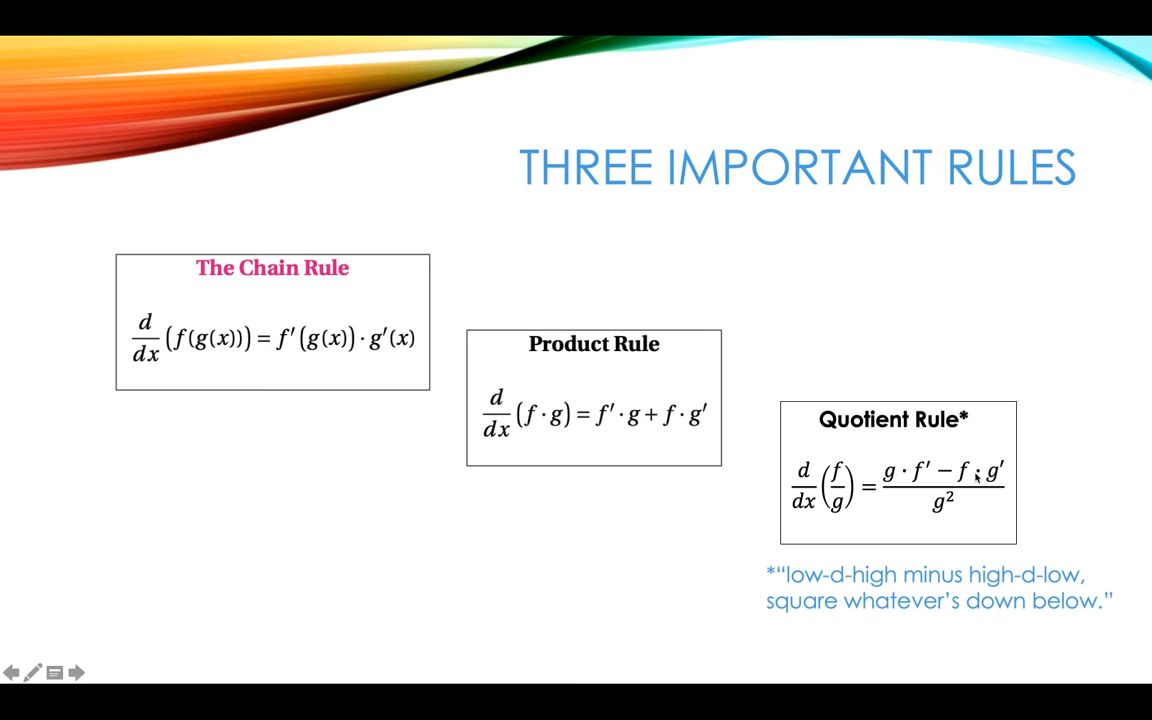 THREE IMPORTANT RULES
The Chain Rule
d/dx (f(g(x))) = f′(g(x)) · g′(x)
Product Rule
d/dx (f · g) = f′ · g + f · g′
Quotient Rule*
d/dx (f/g) = (g · f′ − f · g′)/g²
*“low-d-high minus high-d-low,
square whatever’s down below.”